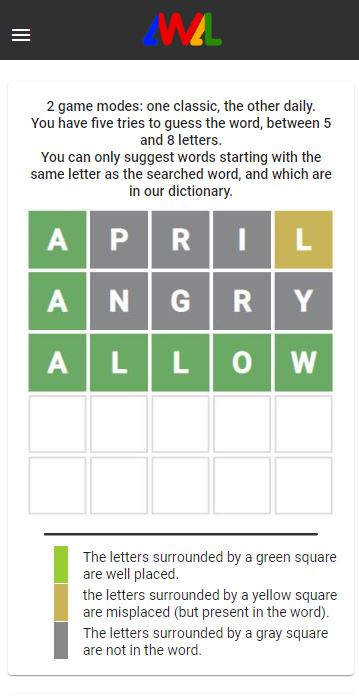 AWAL
2 game modes: one classic, the other daily.
You have five tries to guess the word, between 5
and 8 letters.
You can only suggest words starting with the
same letter as the searched word, and which are
in our dictionary.
A P R I L
A N G R Y
A L L O W
The letters surrounded by a green square
are well placed.
the letters surrounded by a yellow square
are misplaced (but present in the word).
The letters surrounded by a gray square
are not in the word.